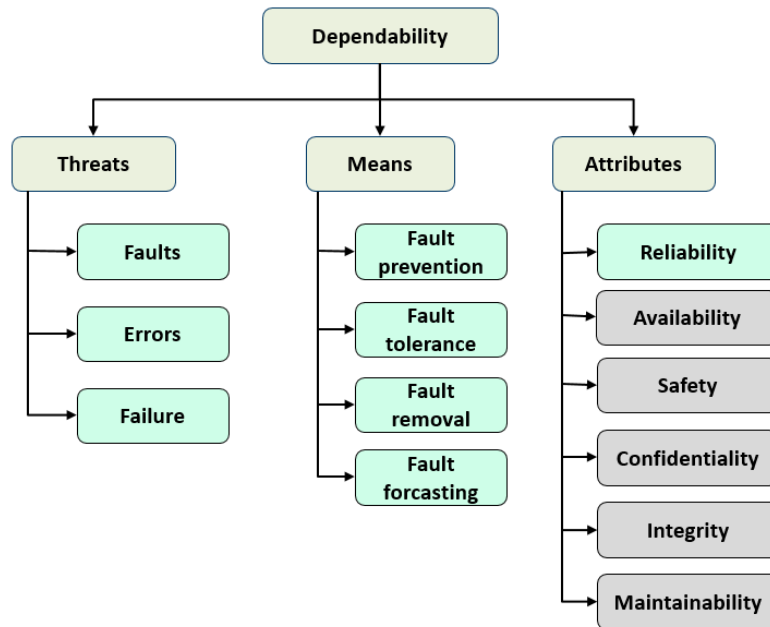 Dependability
Threats
Means
Attributes
Faults
Errors
Failure
Fault
prevention
Fault
tolerance
Fault
removal
Fault
forcasting
Reliability
Availability
Safety
Confidentiality
Integrity
Maintainability